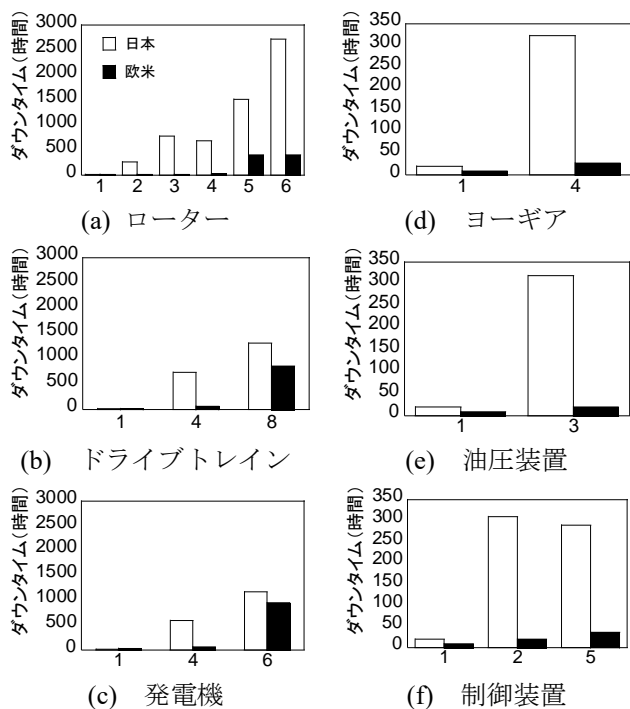 ダウンタイム(時間)
3000
2500
2000
1500
1000
500
0
日本
欧米
1 2 3 4 5 6
(a) ローター
ダウンタイム(時間)
350
300
250
200
150
100
50
0
1 4
(d) ヨーギア
ダウンタイム(時間)
3000
2500
2000
1500
1000
500
0
1 4 8
(b) ドライブトレイン
ダウンタイム(時間)
350
300
250
200
150
100
50
0
1 3
(e) 油圧装置
ダウンタイム(時間)
3000
2500
2000
1500
1000
500
0
1 4 6
(c) 発電機
ダウンタイム(時間)
350
300
250
200
150
100
50
0
1 2 5
(f) 制御装置